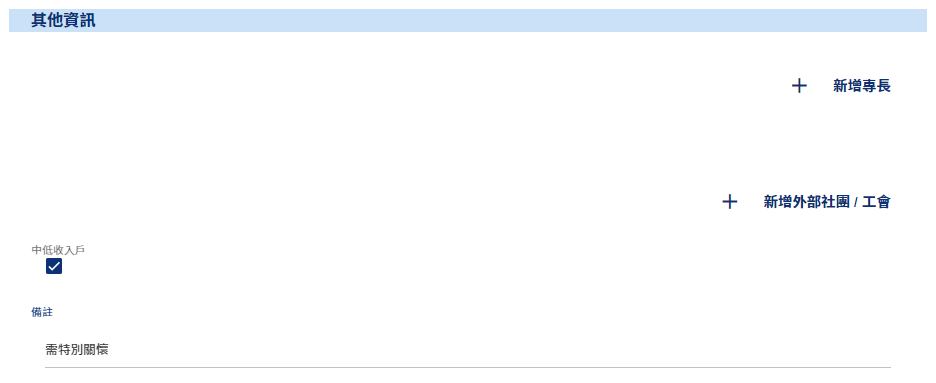 其他資訊
新增專長
新增外部社團 / 工會
中低收入戶
備註
需特別關懷